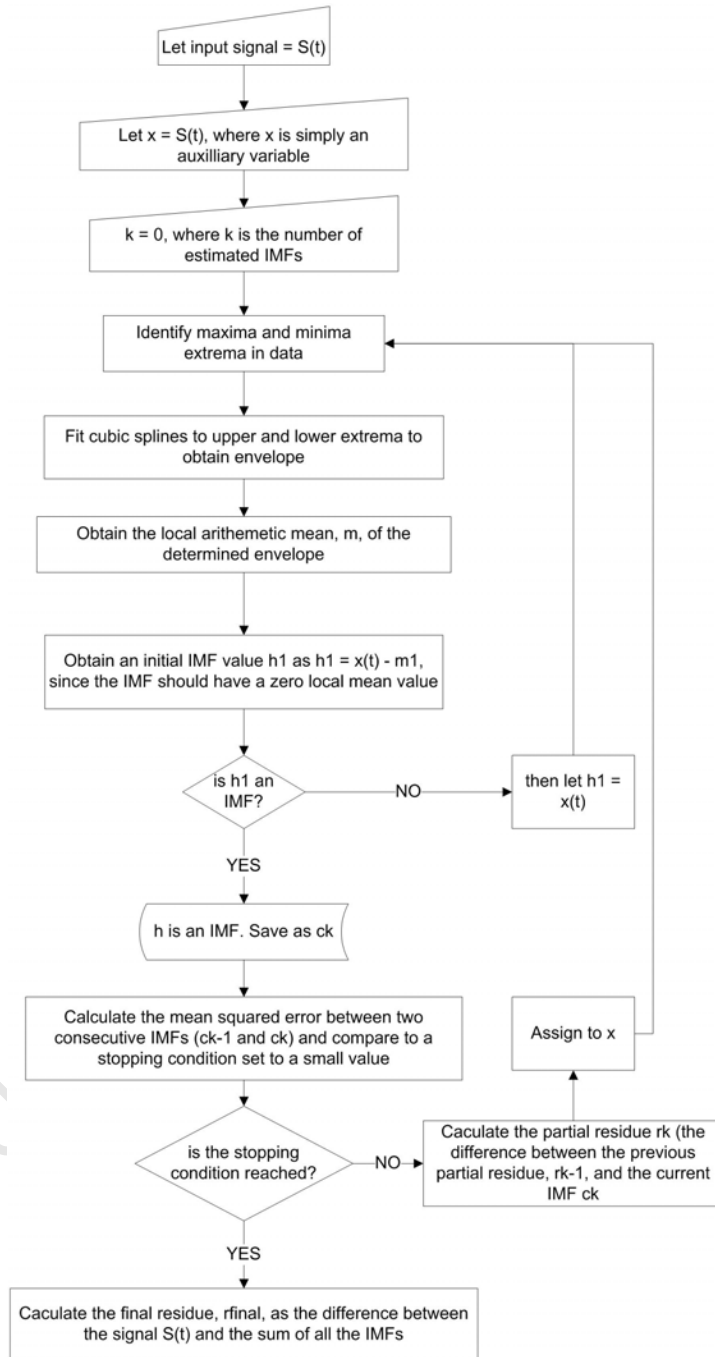 Let input signal = S(t)
Let x = S(t), where x is simply an
auxilliary variable
k = 0, where k is the number of
estimated IMFs
Identify maxima and minima
extrema in data
Fit cubic splines to upper and lower extrema to
obtain envelope
Obtain the local arithemetic mean, m, of the
determined envelope
Obtain an initial IMF value h1 as h1 = x(t) - m1,
since the IMF should have a zero local mean value
is h1 an
IMF?
NO
then let h1 =
x(t)
YES
h is an IMF. Save as ck
Calculate the mean squared error between two
consecutive IMFs (ck-1 and ck) and compare to a
stopping condition set to a small value
Assign to x
is the stopping
condition reached?
NO
Caculate the partial residue rk (the
difference between the previous
partial residue, rk-1, and the current
IMF ck
YES
Caculate the final residue, rfinal, as the difference between
the signal S(t) and the sum of all the IMFs